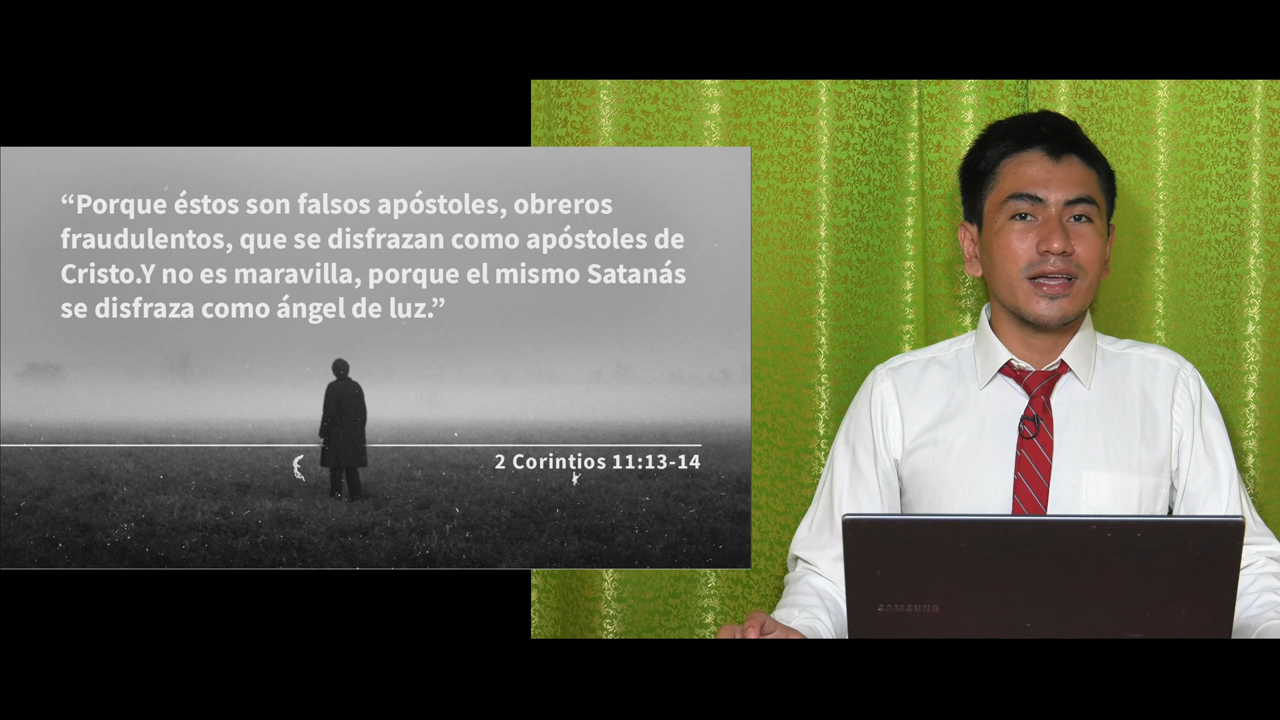 “Porque éstos son falsos apóstoles, obreros
fraudulentos, que se disfrazan como apóstoles de
Cristo.Y no es maravilla, porque el mismo Satanás
se disfraza como ángel de luz.”
2 Corintios 11:13-14
SAMSUNG